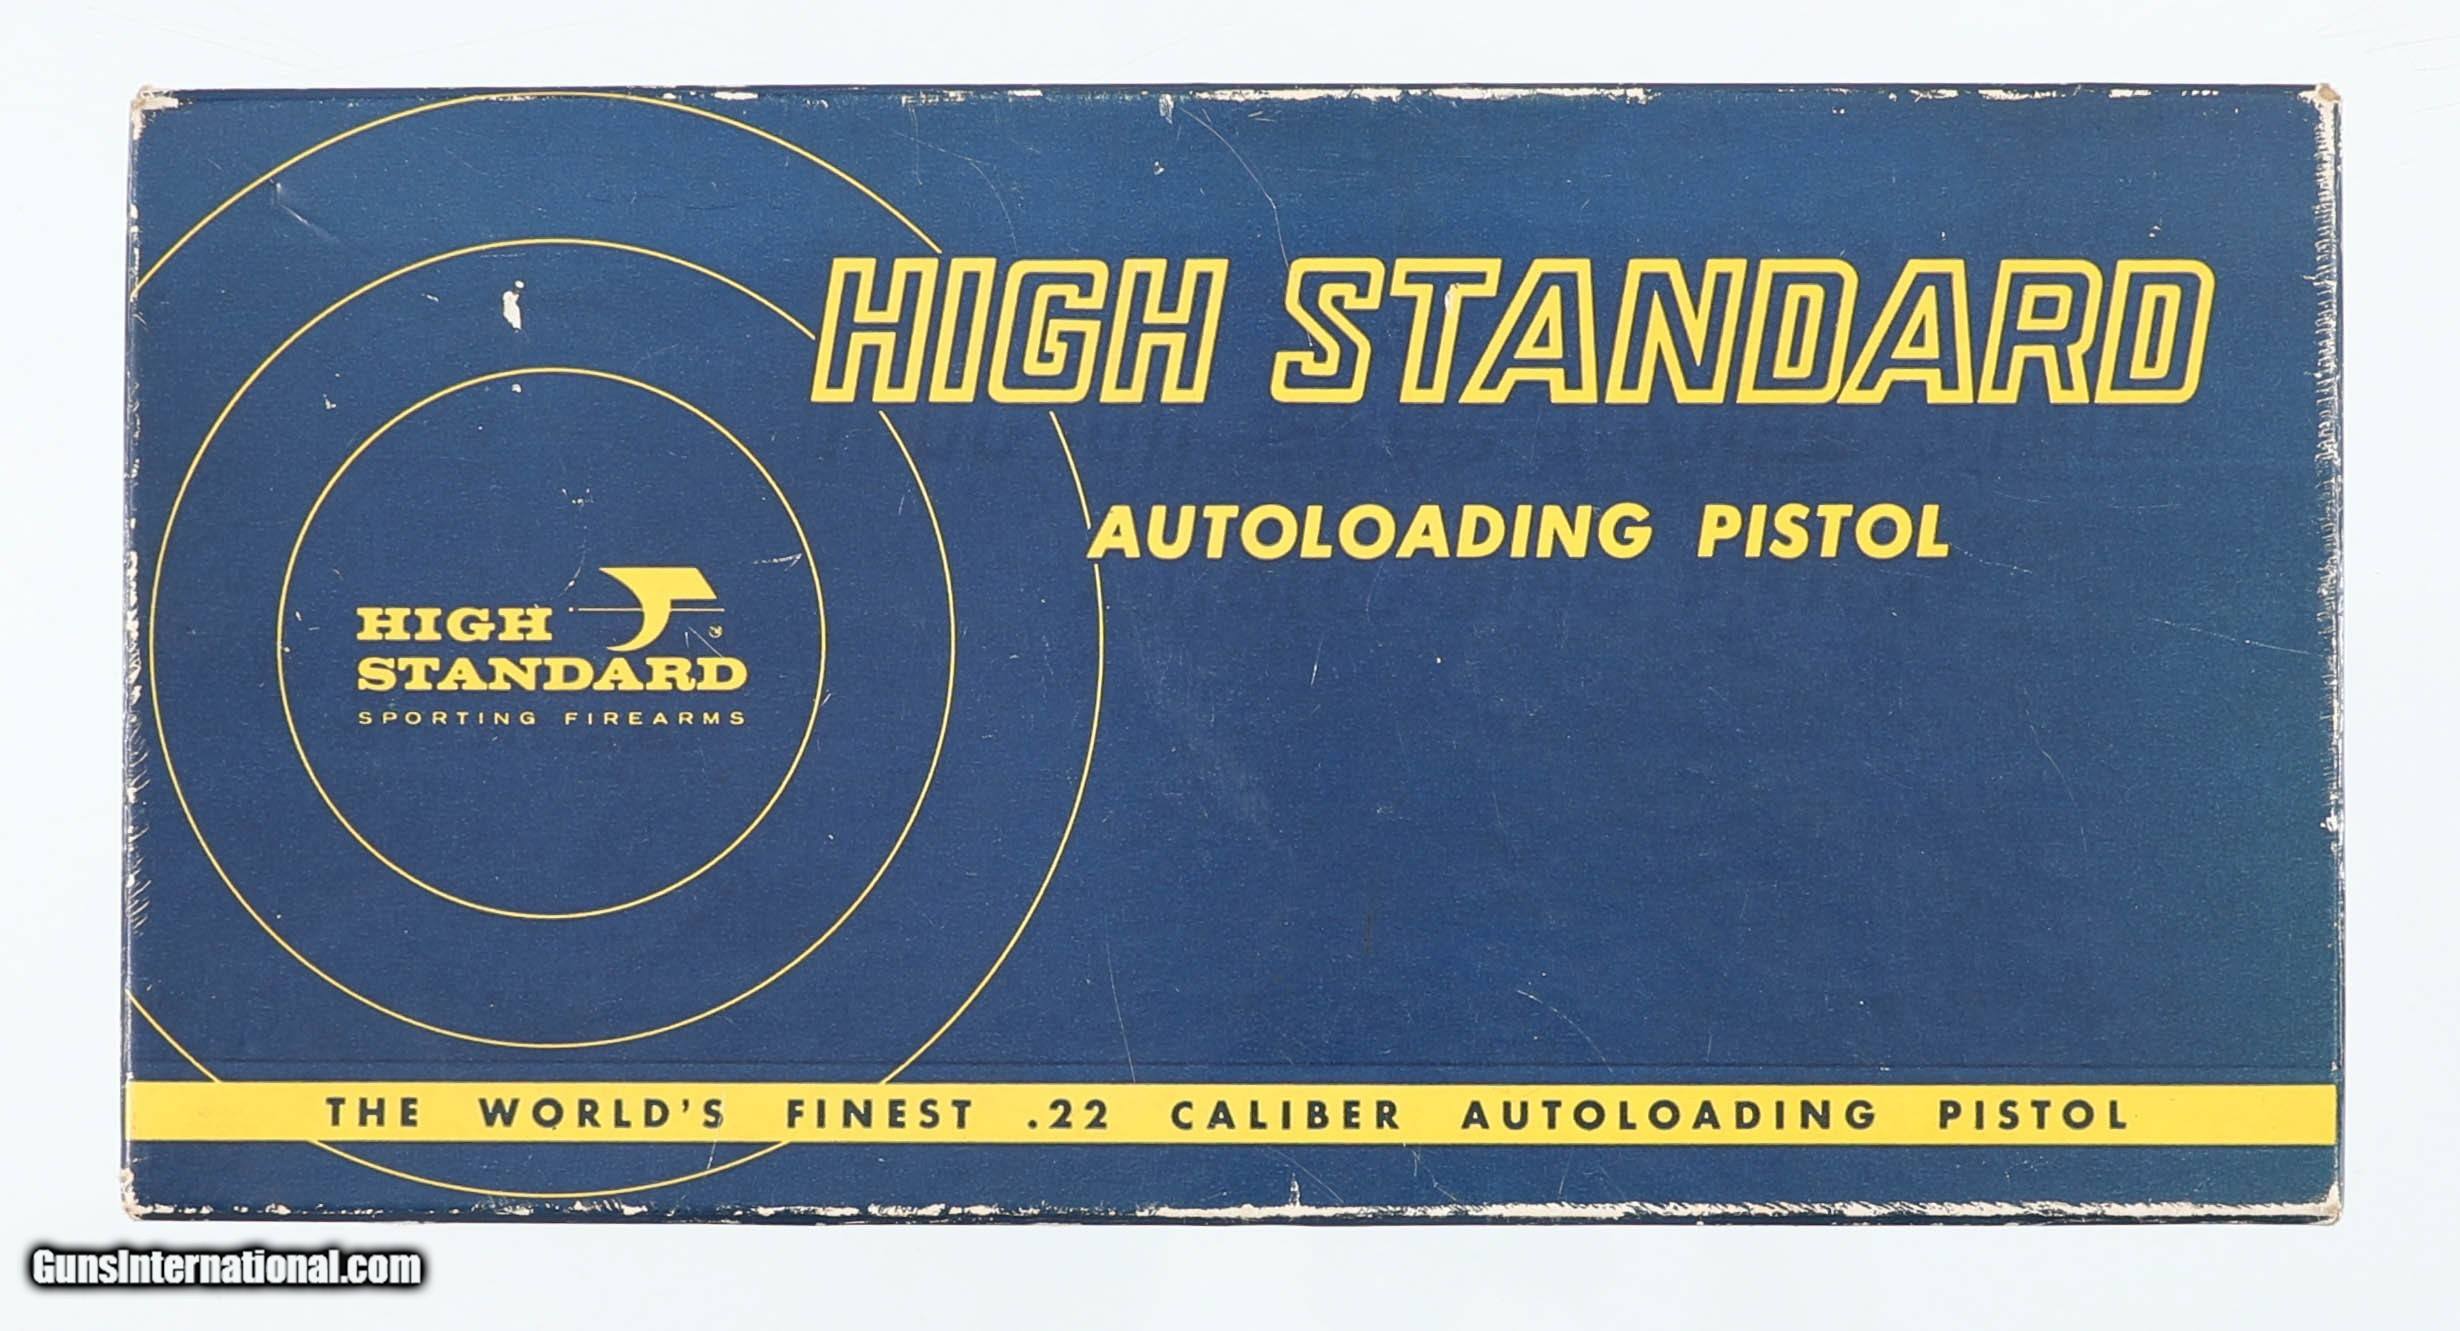 HIGH STANDARD
AUTOLOADING PISTOL
HIGH
STANDARD
SPORTING FIREARMS
THE WORLD'S FINEST .22 CALIBER AUTOLOADING PISTOL
GunsInternational.com